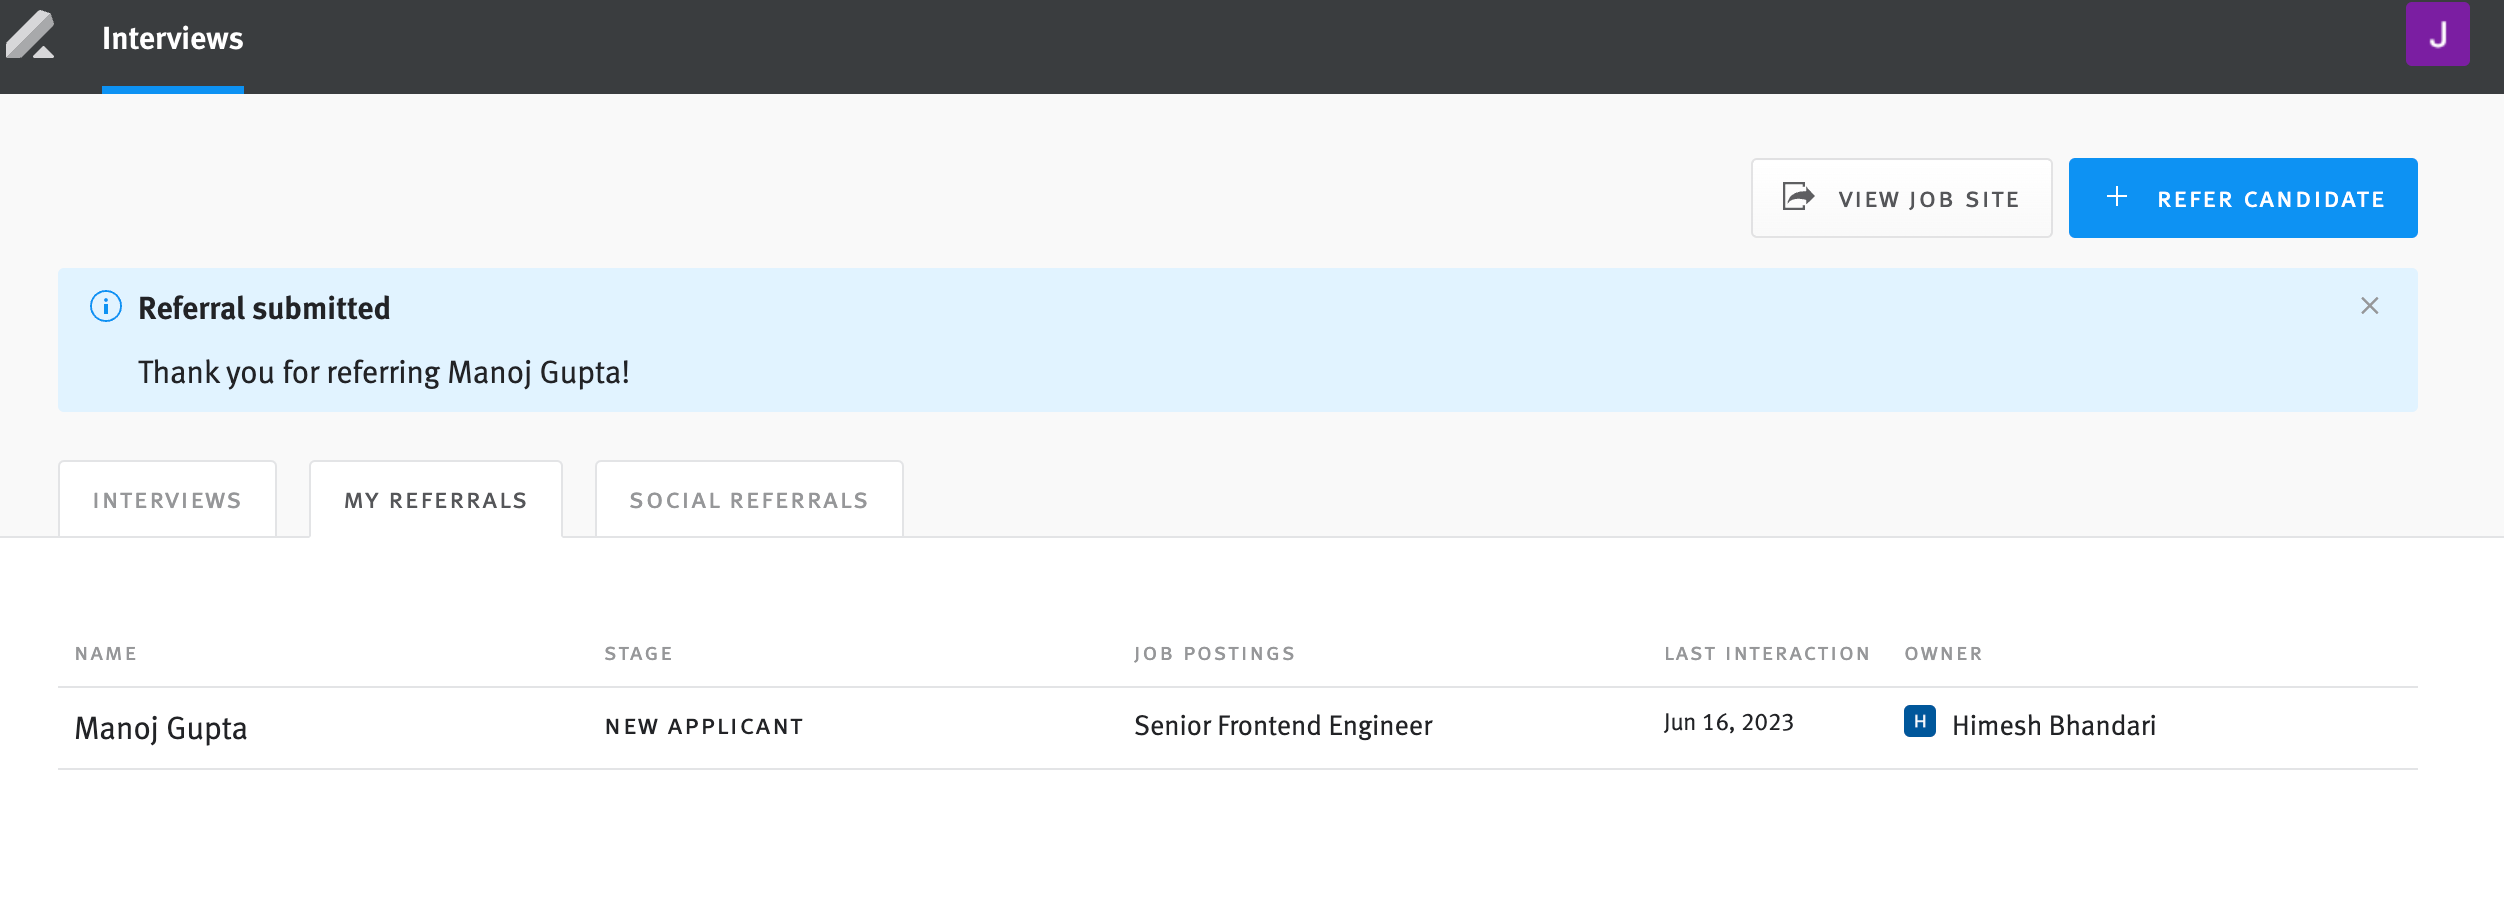 Interviews
J
VIEW JOB SITE
REFER CANDIDATE
Referral submitted
Thank you for referring Manoj Gupta!
INTERVIEWS
MY REFERRALS
SOCIAL REFERRALS
NAME STAGE JOB POSTINGS LAST INTERACTION OWNER
Manoj Gupta NEW APPLICANT Senior Frontend Engineer Jun 16, 2023 H Himesh Bhandari